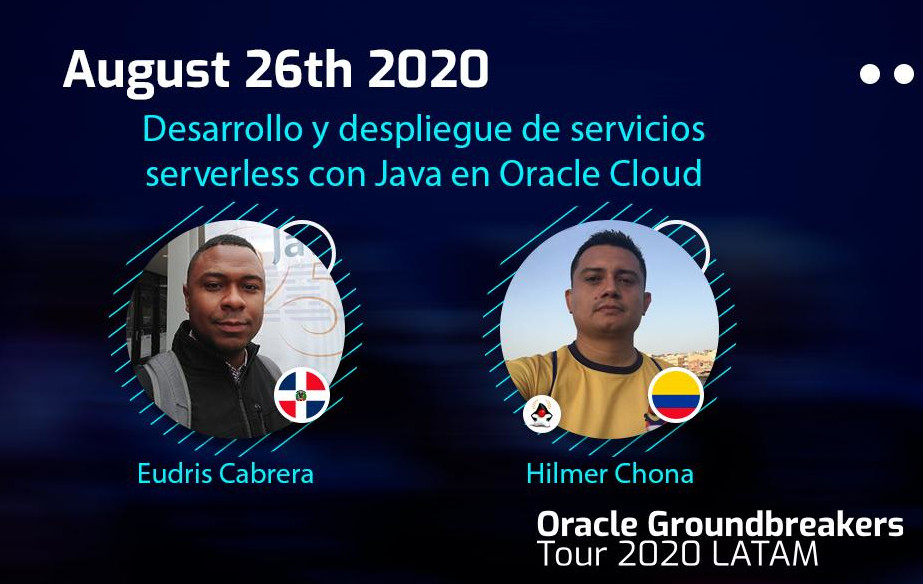 August 26th 2020
Desarrollo y despliegue de servicios
serverless con Java en Oracle Cloud
Eudris Cabrera
Hilmer Chona
Oracle Groundbreakers
Tour 2020 LATAM